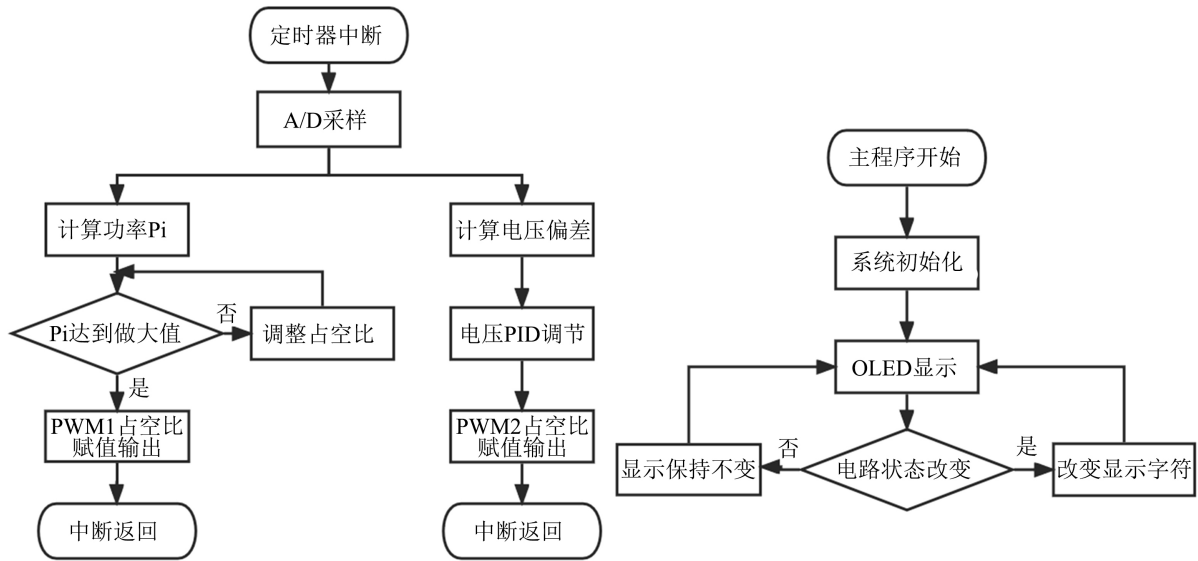 定时器中断
A/D采样
计算功率Pi
Pi达到做大值
否
调整占空比
是
PWM1占空比
赋值输出
中断返回
计算电压偏差
电压PID调节
PWM2占空比
赋值输出
中断返回
主程序开始
系统初始化
OLED显示
电路状态改变
否
显示保持不变
是
改变显示字符